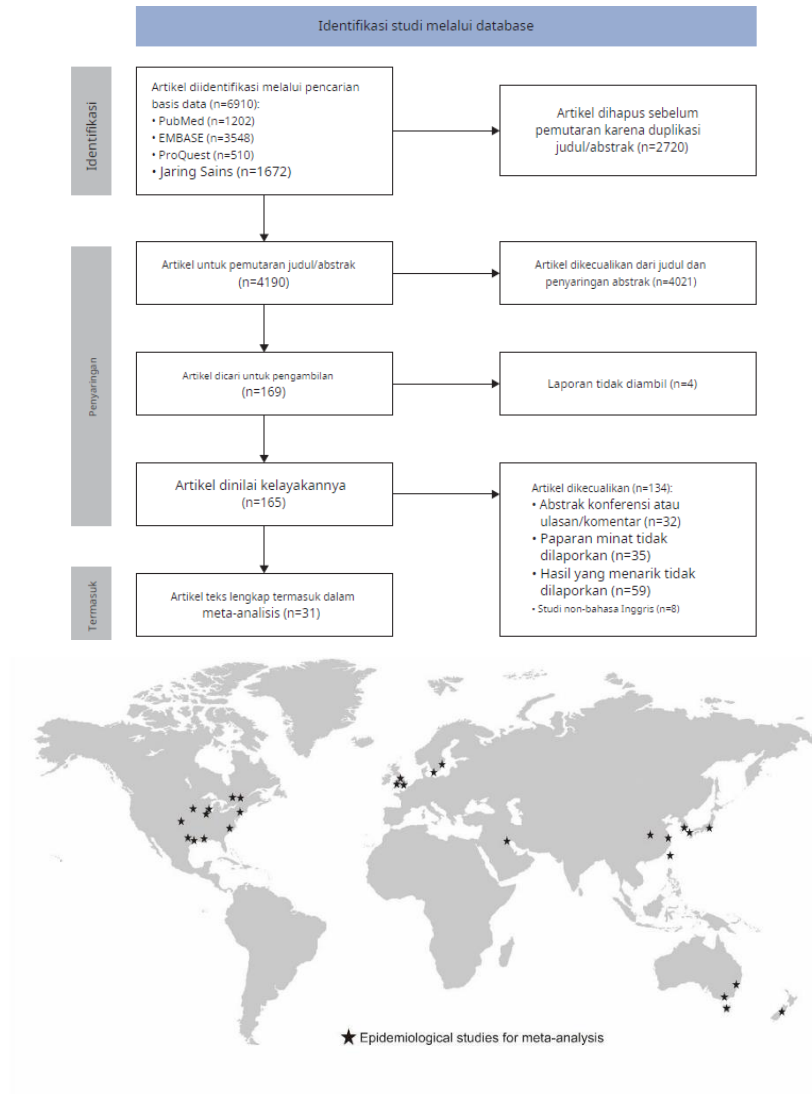 Identifikasi studi melalui database
Identifikasi
Artikel diidentifikasi melalui pencarian
basis data (n=6910):
• PubMed (n=1202)
• EMBASE (n=3548)
• ProQuest (n=510)
• Jaring Sains (n=1672)
Artikel dihapus sebelum
pemutaran karena duplikasi
judul/abstrak (n=2720)
Penyaringan
Artikel untuk pemutaran judul/abstrak
(n=4190)
Artikel dikecualikan dari judul dan
penyaringan abstrak (n=4021)
Artikel dicari untuk pengambilan
(n=169)
Laporan tidak diambil (n=4)
Artikel dinilai kelayakannya
(n=165)
Artikel dikecualikan (n=134):
• Abstrak konferensi atau
ulasan/komentar (n=32)
• Paparan minat tidak
dilaporkan (n=35)
• Hasil yang menarik tidak
dilaporkan (n=59)
• Studi non-bahasa Inggris (n=8)
Termasuk
Artikel teks lengkap termasuk dalam
meta-analisis (n=31)
Epidemiological studies for meta-analysis